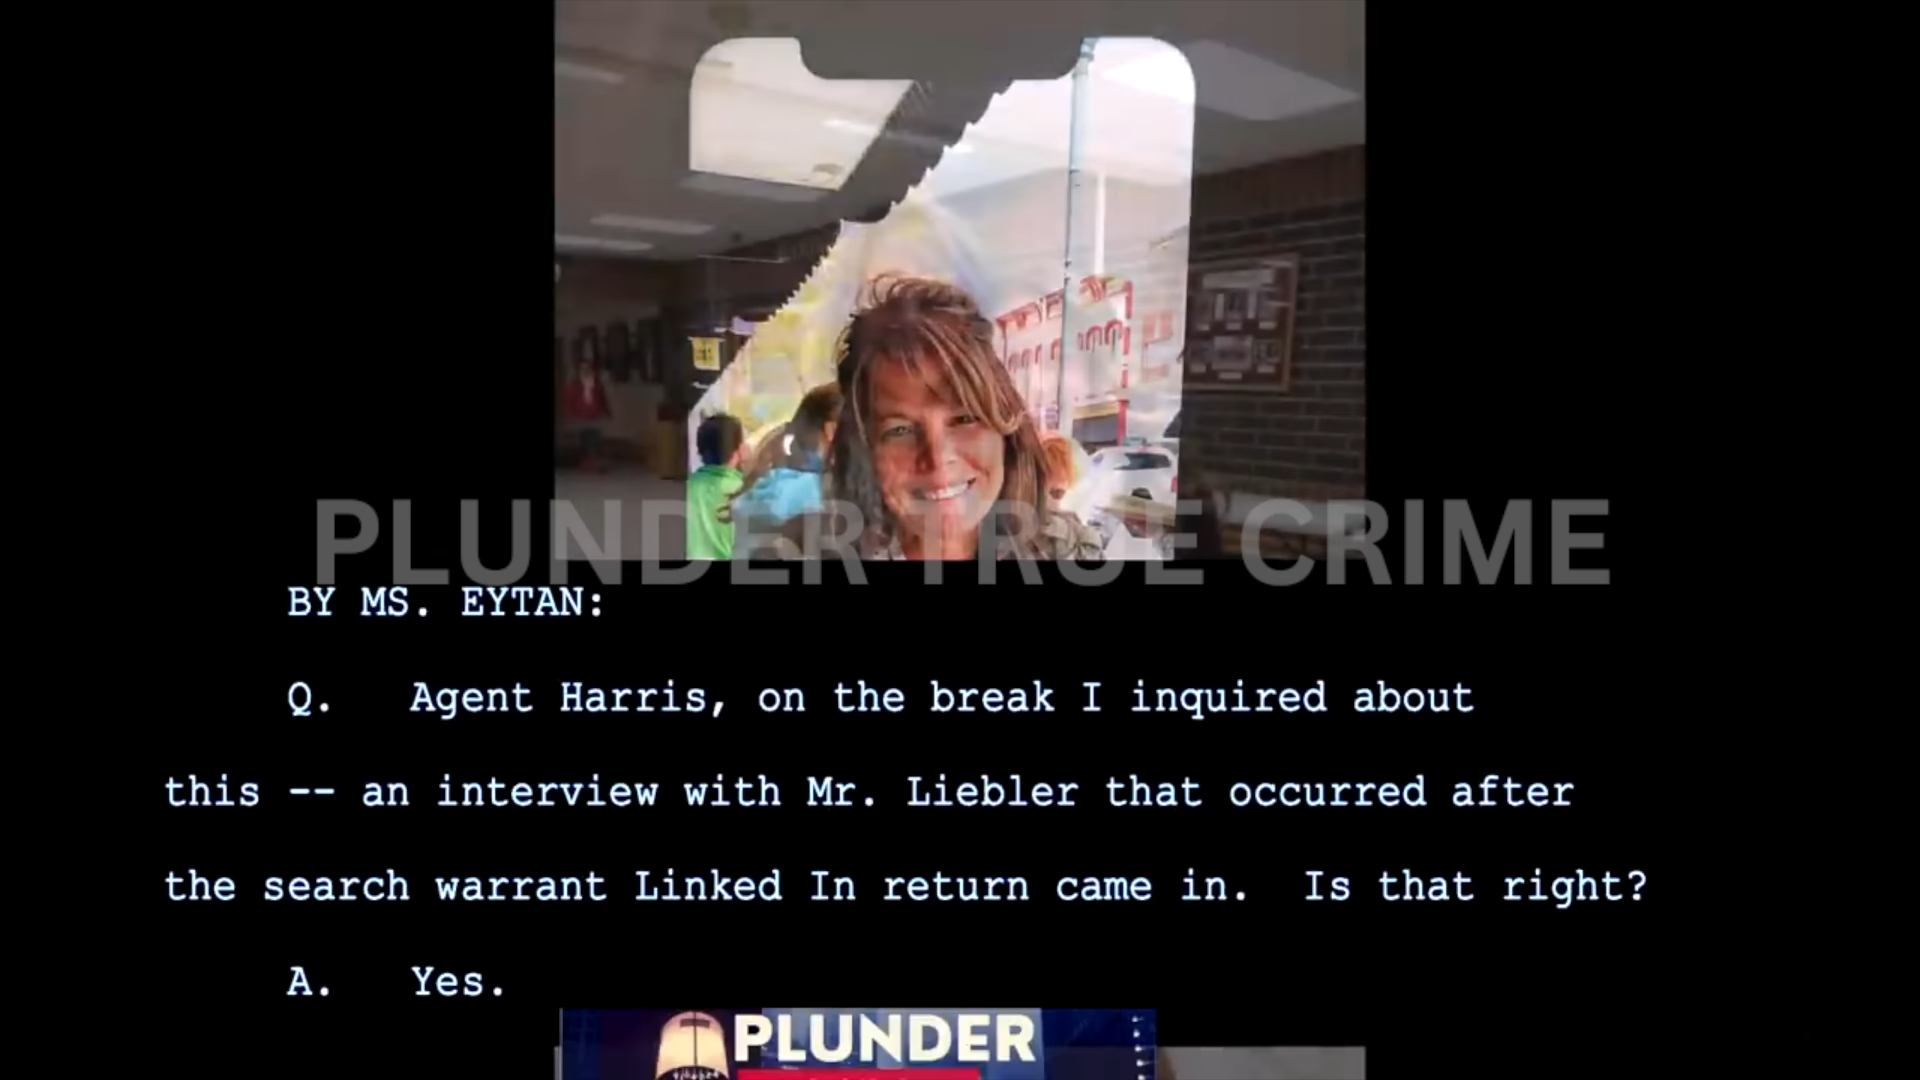 PLUNDER TRUE CRIME
BY MS. EYTAN:
Q. Agent Harris, on the break I inquired about
this -- an interview with Mr. Liebler that occurred after
the search warrant Linked In return came in. Is that right?
A. Yes.
PLUNDER